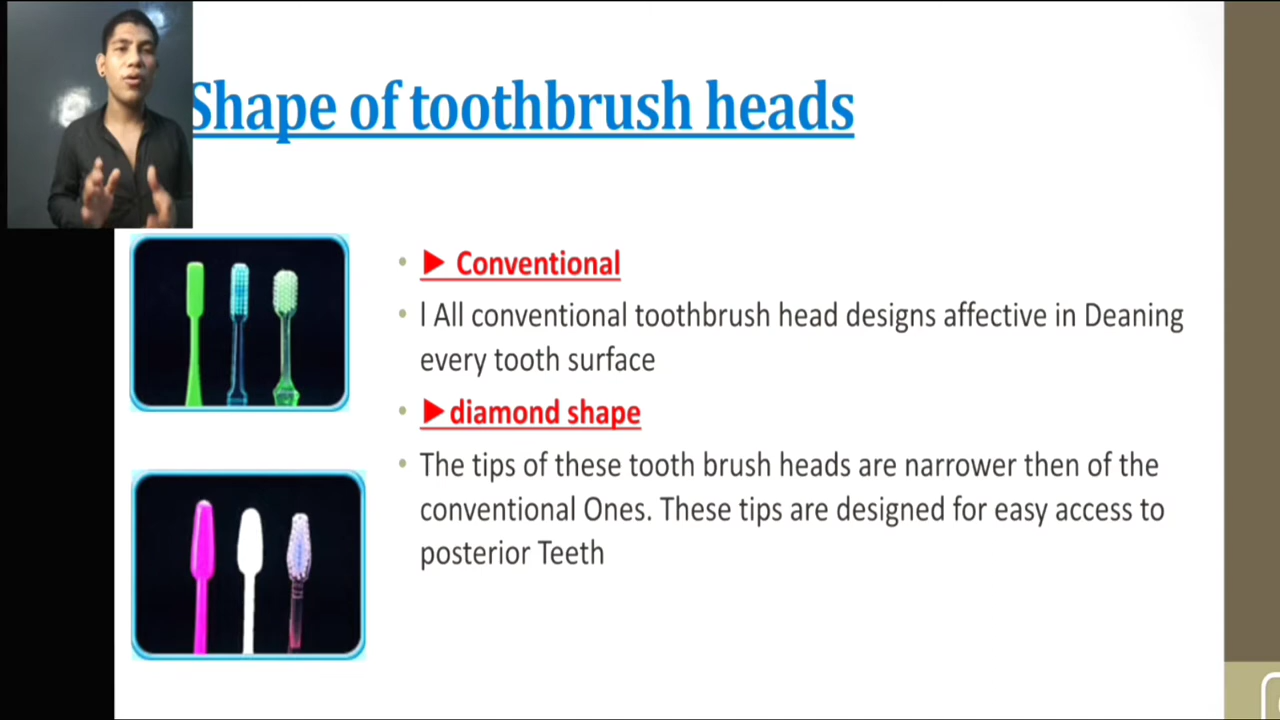 Shape of toothbrush heads
• ▶ Conventional
• l All conventional toothbrush head designs affective in Deaning
every tooth surface
• ▶diamond shape
• The tips of these tooth brush heads are narrower then of the
conventional Ones. These tips are designed for easy access to
posterior Teeth